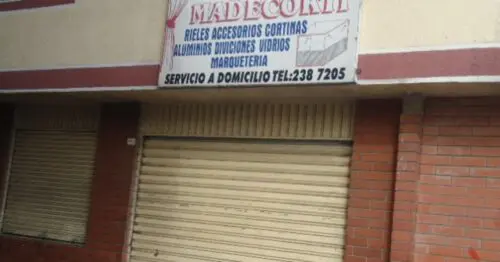 MADECORTI
RIELES ACCESORIOS CORTINAS
ALUMINIOS DIVICIONES VIDRIOS
MARQUETERIA
SERVICIO A DOMICILIO TEL:238 7205